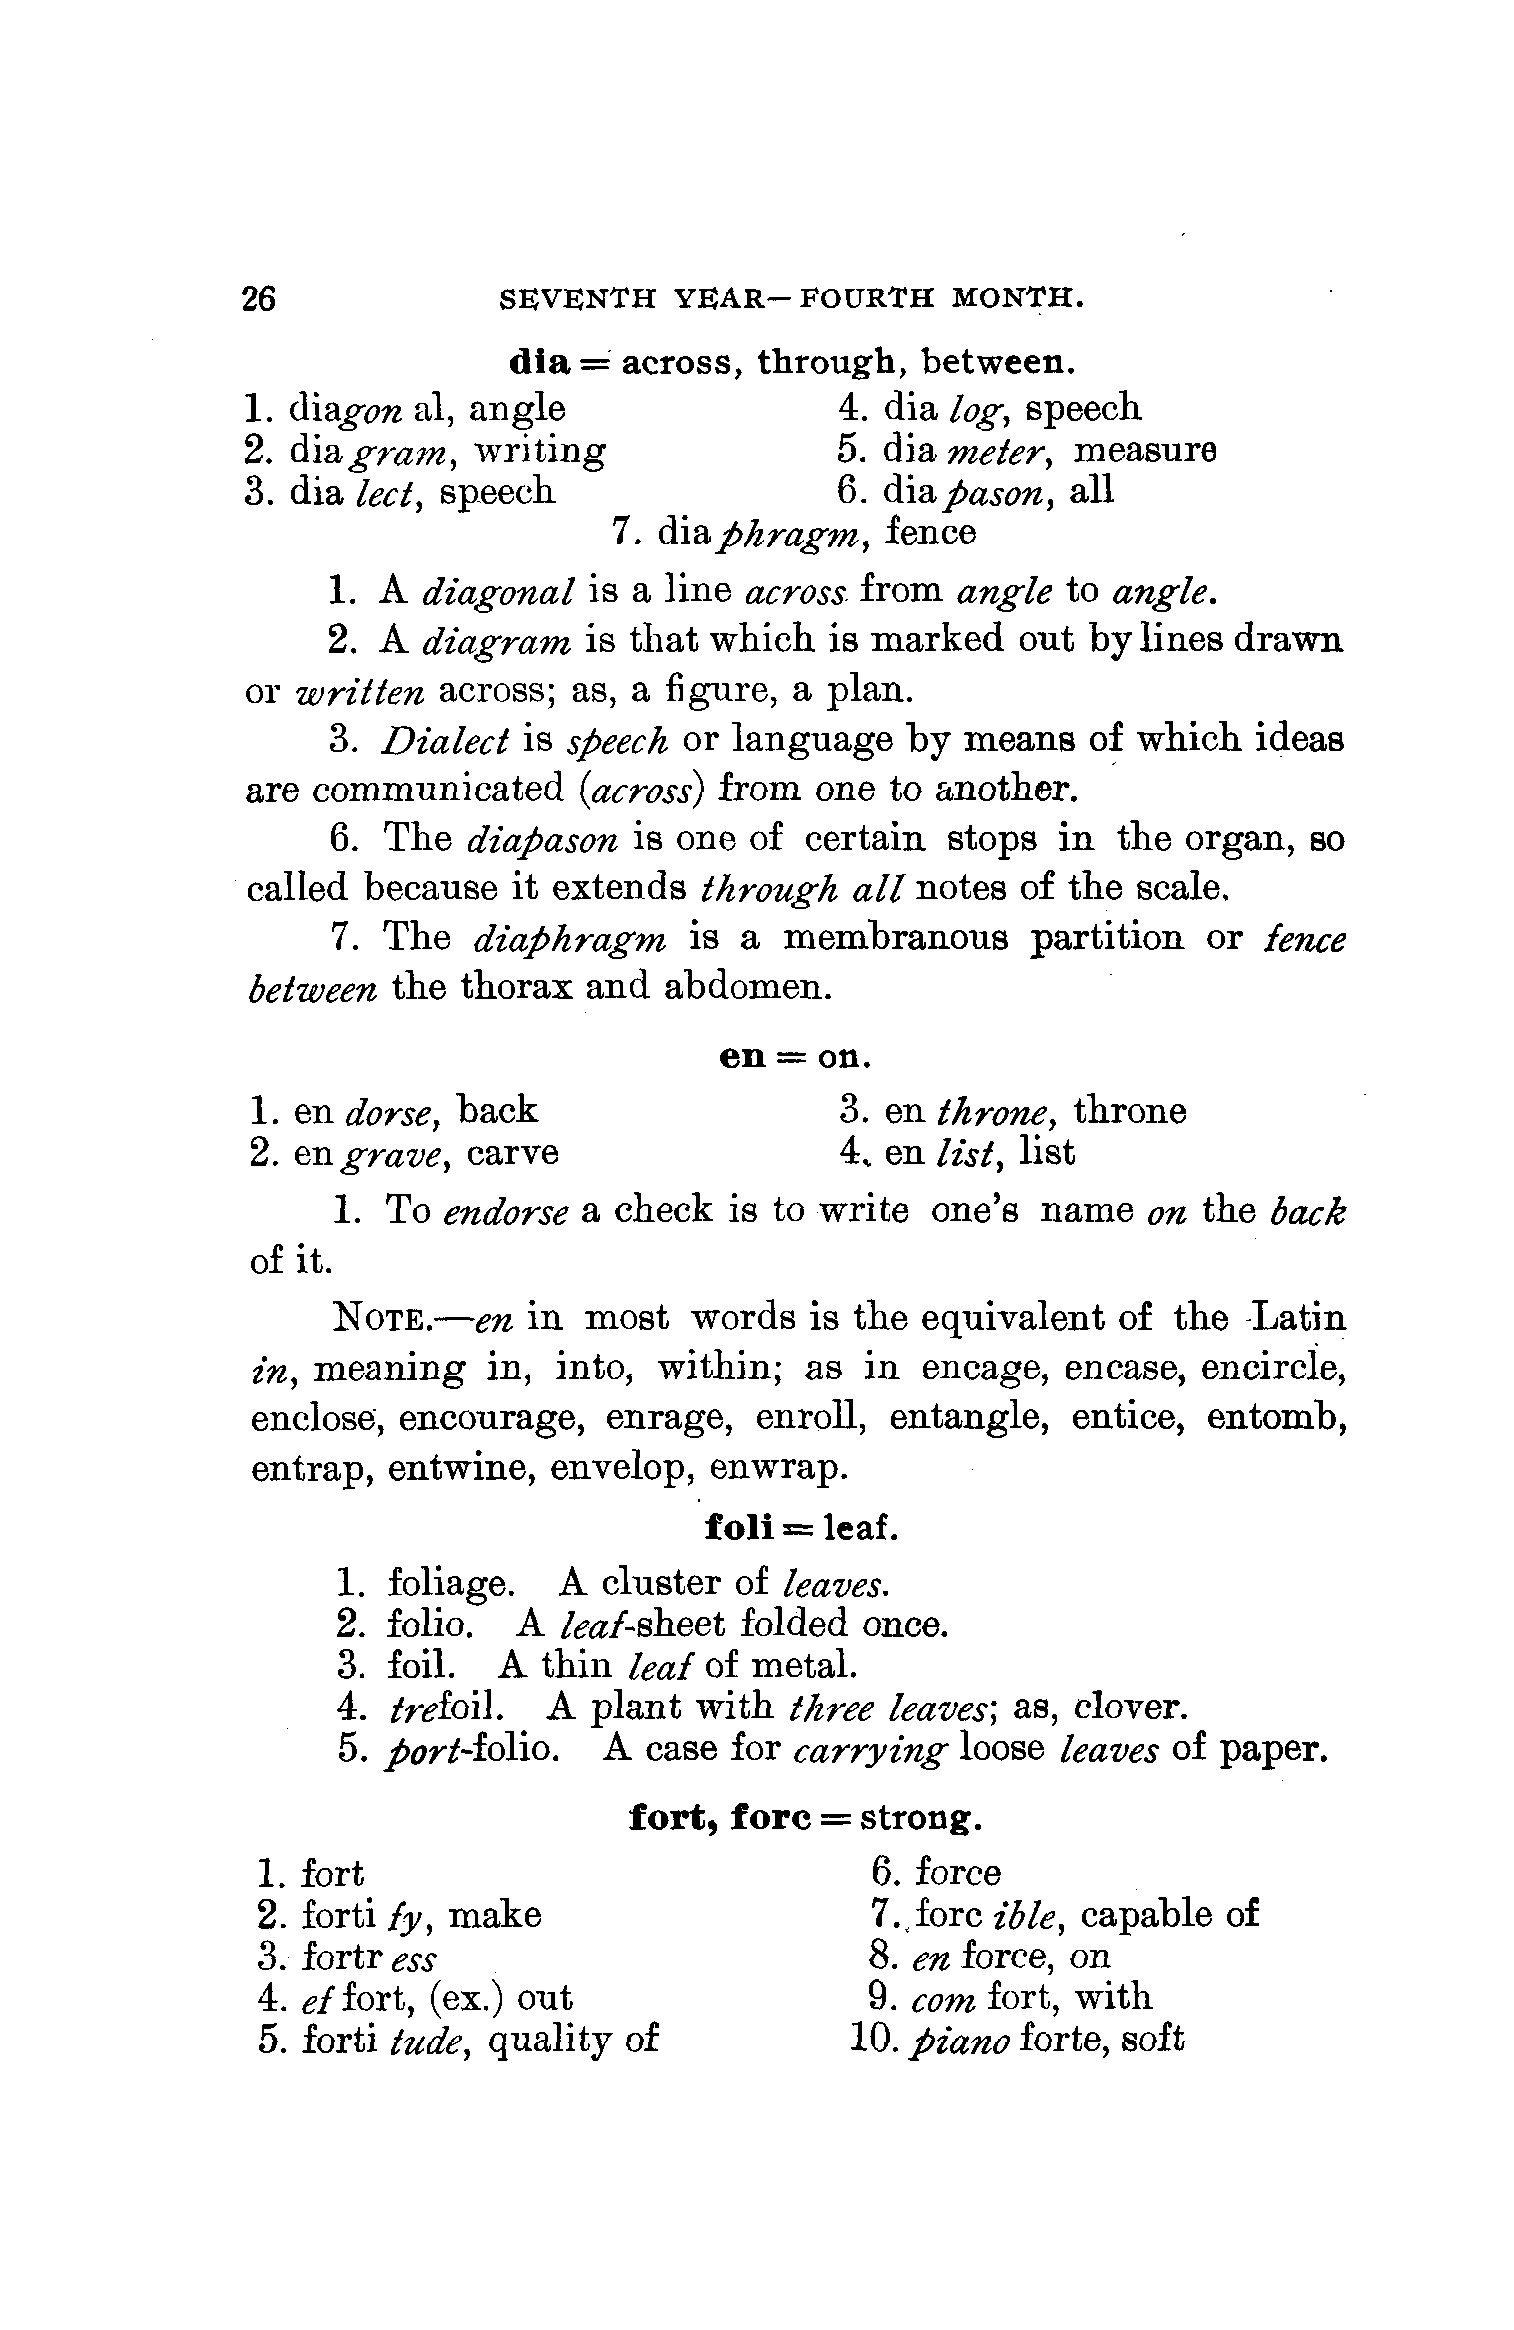 26 SEVENTH YEAR—FOURTH MONTH.
dia = across, through, between.
1. diagon al, angle 4. dia log, speech
2. dia gram, writing 5. dia meter, measure
3. dia lect, speech 6. dia pason, all
7. dia phragm, fence
1. A diagonal is a line across from angle to angle.
2. A diagram is that which is marked out by lines drawn
or written across; as, a figure, a plan.
3. Dialect is speech or language by means of which ideas
are communicated (across) from one to another.
6. The diapason is one of certain stops in the organ, so
called because it extends through all notes of the scale.
7. The diaphragm is a membranous partition or fence
between the thorax and abdomen.
en = on.
1. en dorse, back 3. en throne, throne
2. en grave, carve 4. en list, list
1. To endorse a check is to write one's name on the back
of it.
NOTE.—en in most words is the equivalent of the Latin
in, meaning in, into, within; as in encage, encase, encircle,
enclose, encourage, enrage, enroll, entangle, entice, entomb,
entrap, entwine, envelop, enwrap.
foli = leaf.
1. foliage. A cluster of leaves.
2. folio. A leaf-sheet folded once.
3. foil. A thin leaf of metal.
4. trefoil. A plant with three leaves; as, clover.
5. port-folio. A case for carrying loose leaves of paper.
fort, forc = strong.
1. fort 6. force
2. forti fy, make 7. forc ible, capable of
3. fortr ess 8. en force, on
4. ef fort, (ex.) out 9. com fort, with
5. forti tude, quality of 10. piano forte, soft